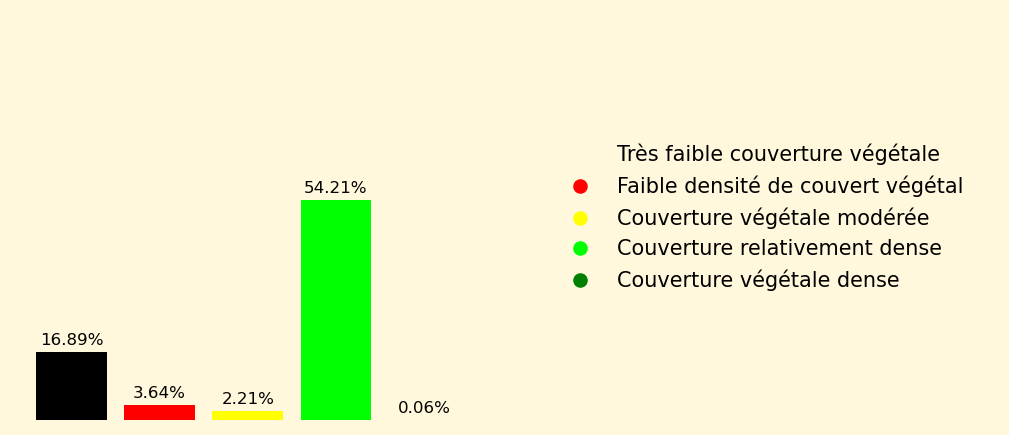 54.21%
16.89%
3.64%
2.21%
0.06%
Très faible couverture végétale
Faible densité de couvert végétal
Couverture végétale modérée
Couverture relativement dense
Couverture végétale dense